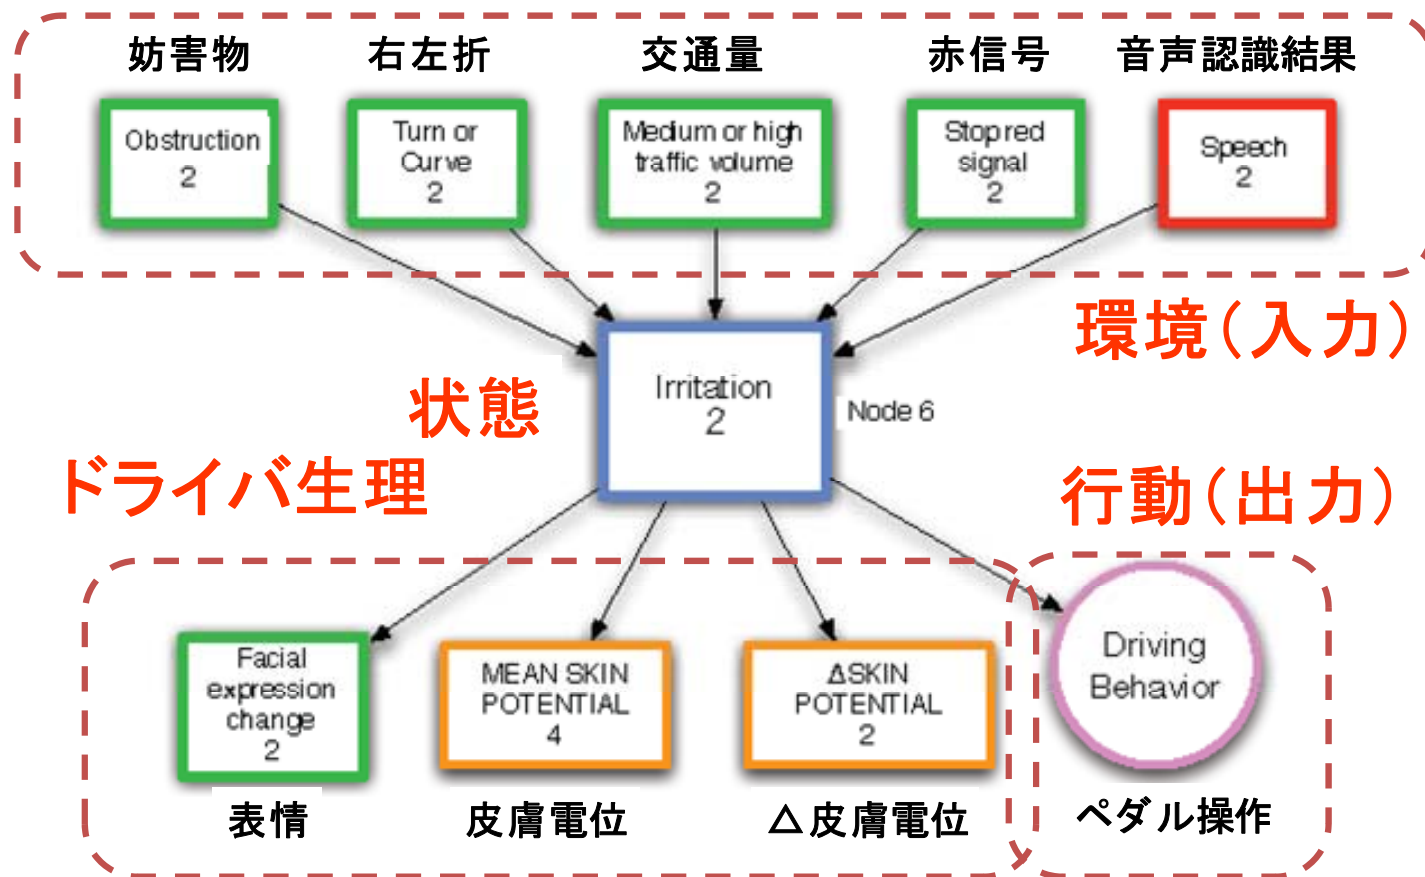 妨害物
右左折
交通量
赤信号
音声認識結果
Obstruction
2
Turn or
Curve
2
Medium or high
traffic volume
2
Stop red
signal
2
Speech
2
環境(入力)
状態
Irritation
2
Node 6
ドライバ生理
行動(出力)
Facial
expression
change
2
MEAN SKIN
POTENTIAL
4
ΔSKIN
POTENTIAL
2
Driving
Behavior
表情
皮膚電位
△皮膚電位
ペダル操作